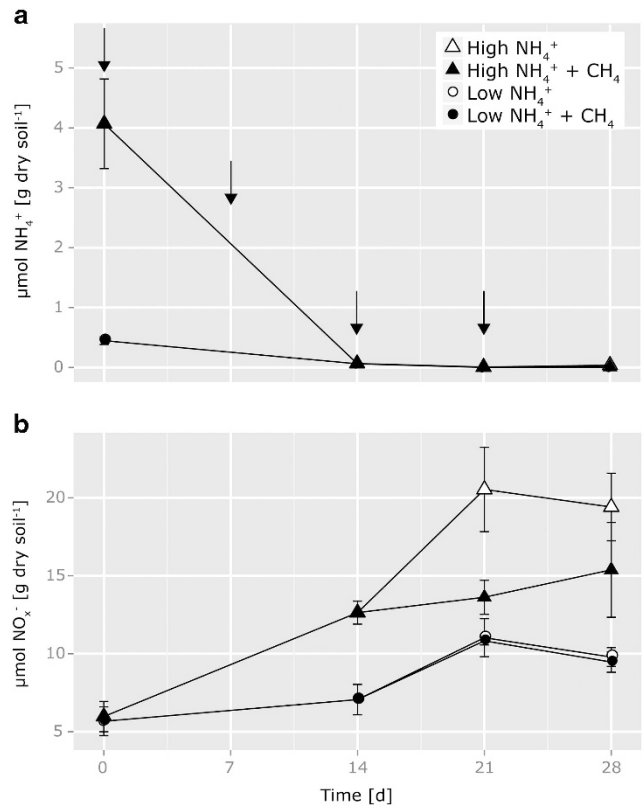 a
High NH₄⁺
High NH₄⁺ + CH₄
Low NH₄⁺
Low NH₄⁺ + CH₄
5
4
3
2
1
0
µmol NH₄⁺ [g dry soil⁻¹]
b
20
15
10
5
µmol NOₓ⁻ [g dry soil⁻¹]
0 7 14 21 28
Time [d]